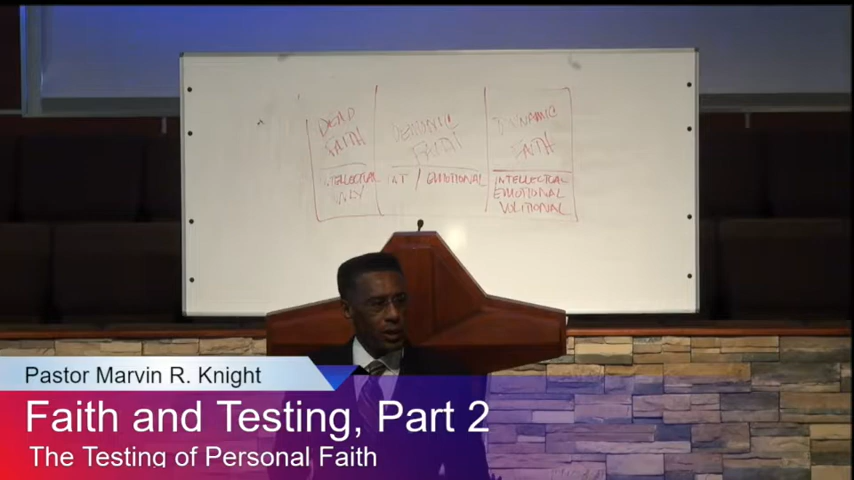 DEAD
FAITH
DEMONIC
FAITH
DYNAMIC
FAITH
INTELLECTUAL
ONLY
INT / EMOTIONAL
INTELLECTUAL
EMOTIONAL
VOLITIONAL
Pastor Marvin R. Knight
Faith and Testing, Part 2
The Testing of Personal Faith